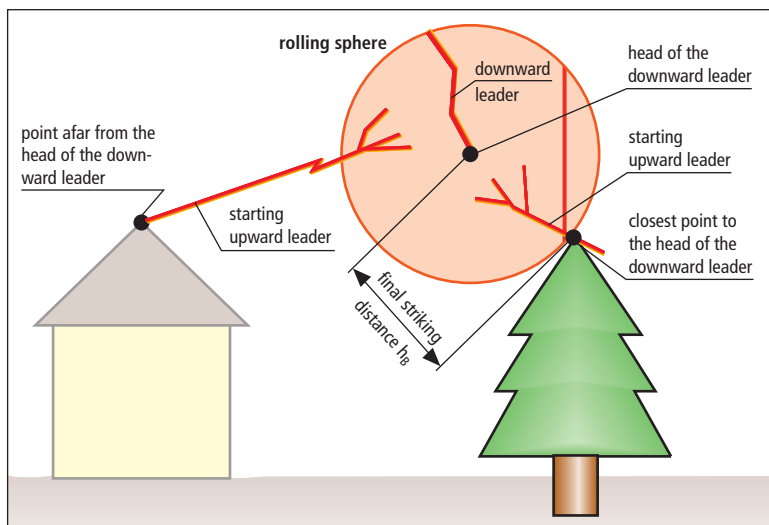 rolling sphere
downward
leader
head of the
downward leader
point afar from the
head of the down-
ward leader
starting
upward leader
starting
upward leader
closest point to
the head of the
downward leader
final striking
distance hB